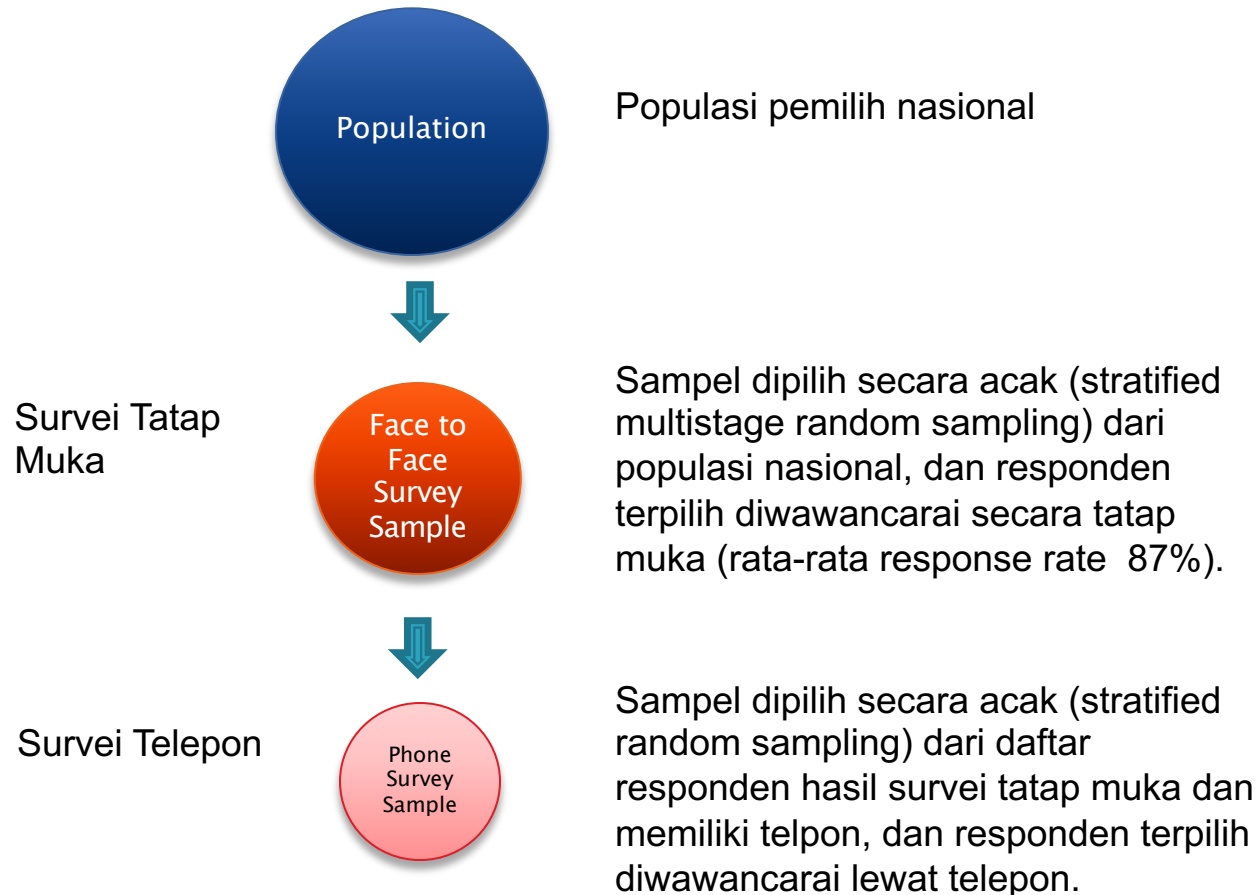 Population
Populasi pemilih nasional
Survei Tatap
Muka
Face to
Face
Survey
Sample
Sampel dipilih secara acak (stratified
multistage random sampling) dari
populasi nasional, dan responden
terpilih diwawancarai secara tatap
muka (rata-rata response rate 87%).
Survei Telepon
Phone
Survey
Sample
Sampel dipilih secara acak (stratified
random sampling) dari daftar
responden hasil survei tatap muka dan
memiliki telpon, dan responden terpilih
diwawancarai lewat telepon.